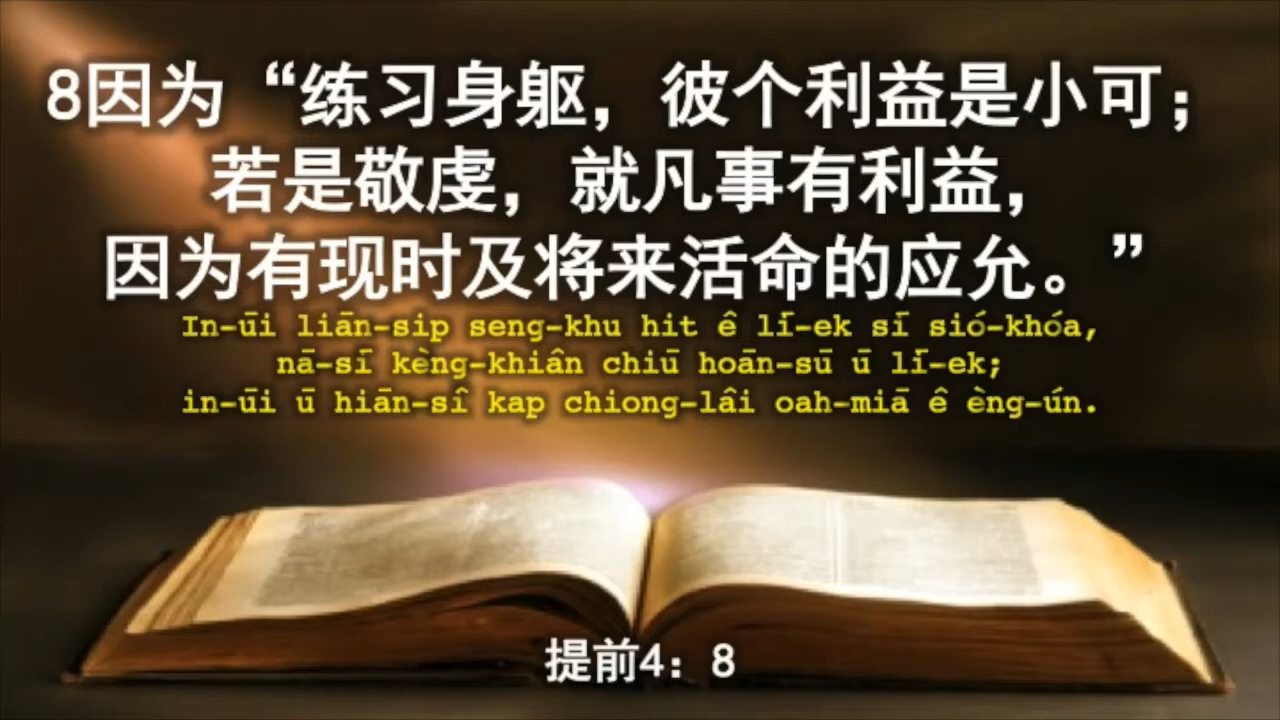 8因为“练习身躯，彼个利益是小可；
若是敬虔，就凡事有利益，
因为有现时及将来活命的应允。”
In-ūi liān-sip seng-khu hit ê lī-ek sī sió-khóa,
nā-sī kèng-khiân chiū hoān-sū ū lī-ek;
in-ūi ū hiān-sî kap chiong-lâi oah-miā ê èng-ún.
提前4：8